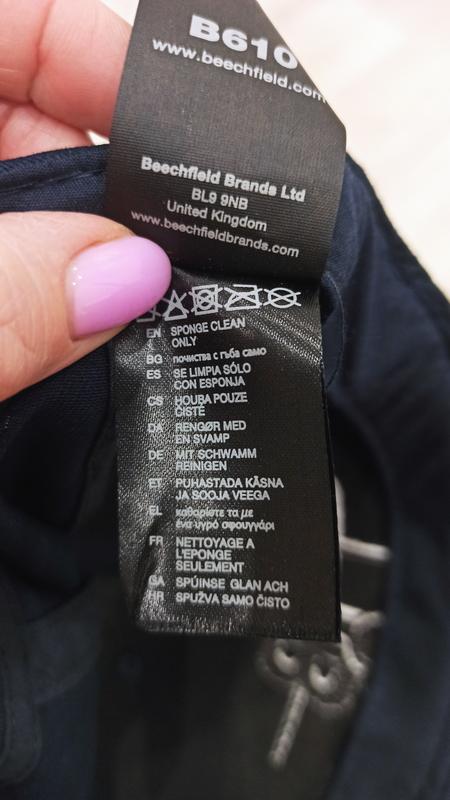 B610
www.beechfield.com
Beechfield Brands Ltd
BL9 9NB
United Kingdom
www.beechfieldbrands.com
EN SPONGE CLEAN
ONLY
BG почиства с гъба само
ES SE LIMPIA SÓLO
CON ESPONJA
CS HOUBA POUZE
ČISTĚ
DA RENGØR MED
EN SVAMP
DE MIT SCHWAMM
REINIGEN
ET PUHASTADA KÄSNA
JA SOOJA VEEGA
EL καθαρίστε τα με
ένα υγρό σφουγγάρι
FR NETTOYAGE A
L'EPONGE
SEULEMENT
GA SPÚINSE GLAN ACH
HR SPUŽVA SAMO ČISTO